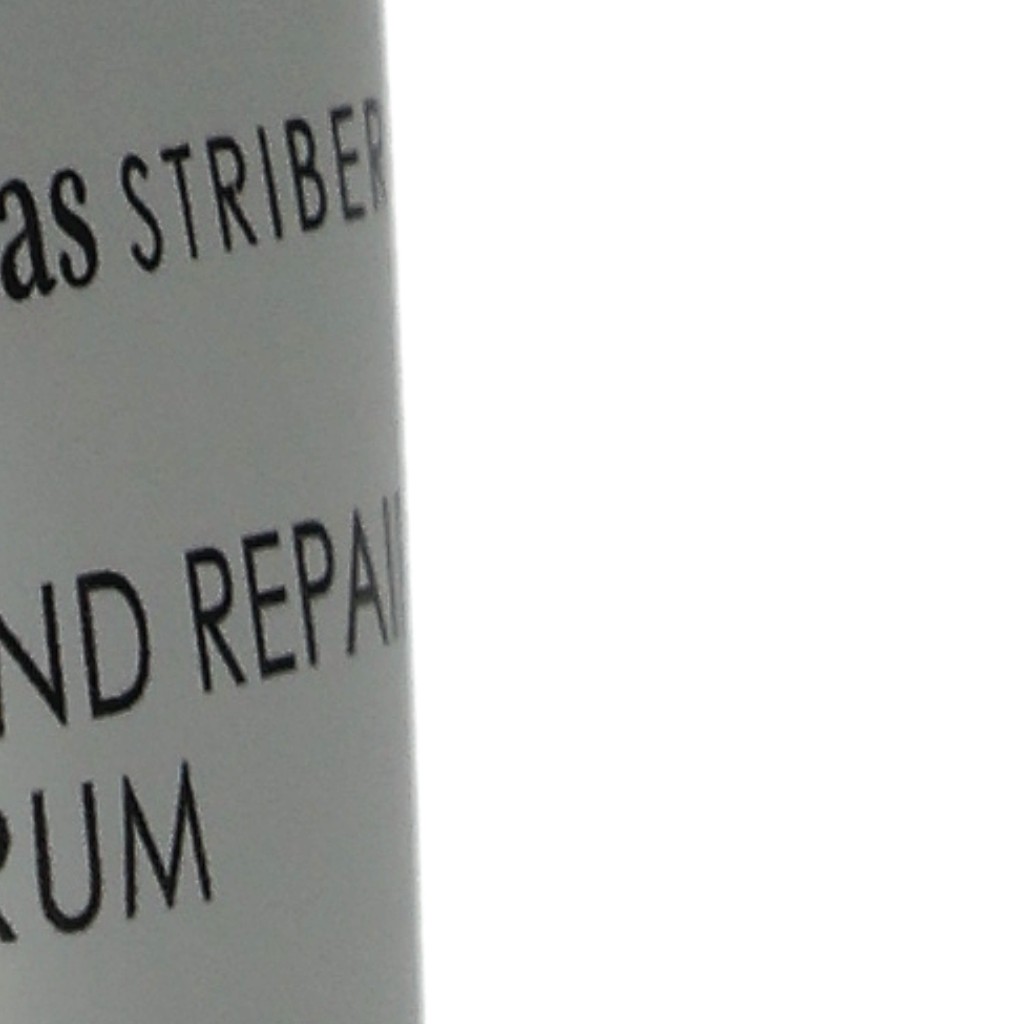 as STRIBER
ND REPAI
RUM